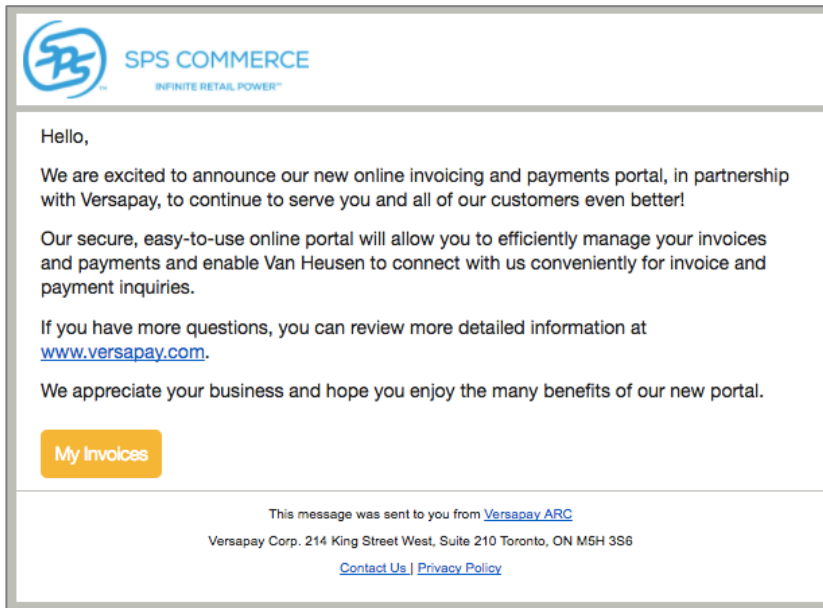 SPS
SPS COMMERCE
INFINITE RETAIL POWER™
Hello,
We are excited to announce our new online invoicing and payments portal, in partnership
with Versapay, to continue to serve you and all of our customers even better!
Our secure, easy-to-use online portal will allow you to efficiently manage your invoices
and payments and enable Van Heusen to connect with us conveniently for invoice and
payment inquiries.
If you have more questions, you can review more detailed information at
www.versapay.com.
We appreciate your business and hope you enjoy the many benefits of our new portal.
My Invoices
This message was sent to you from Versapay ARC
Versapay Corp. 214 King Street West, Suite 210 Toronto, ON M5H 3S6
Contact Us | Privacy Policy